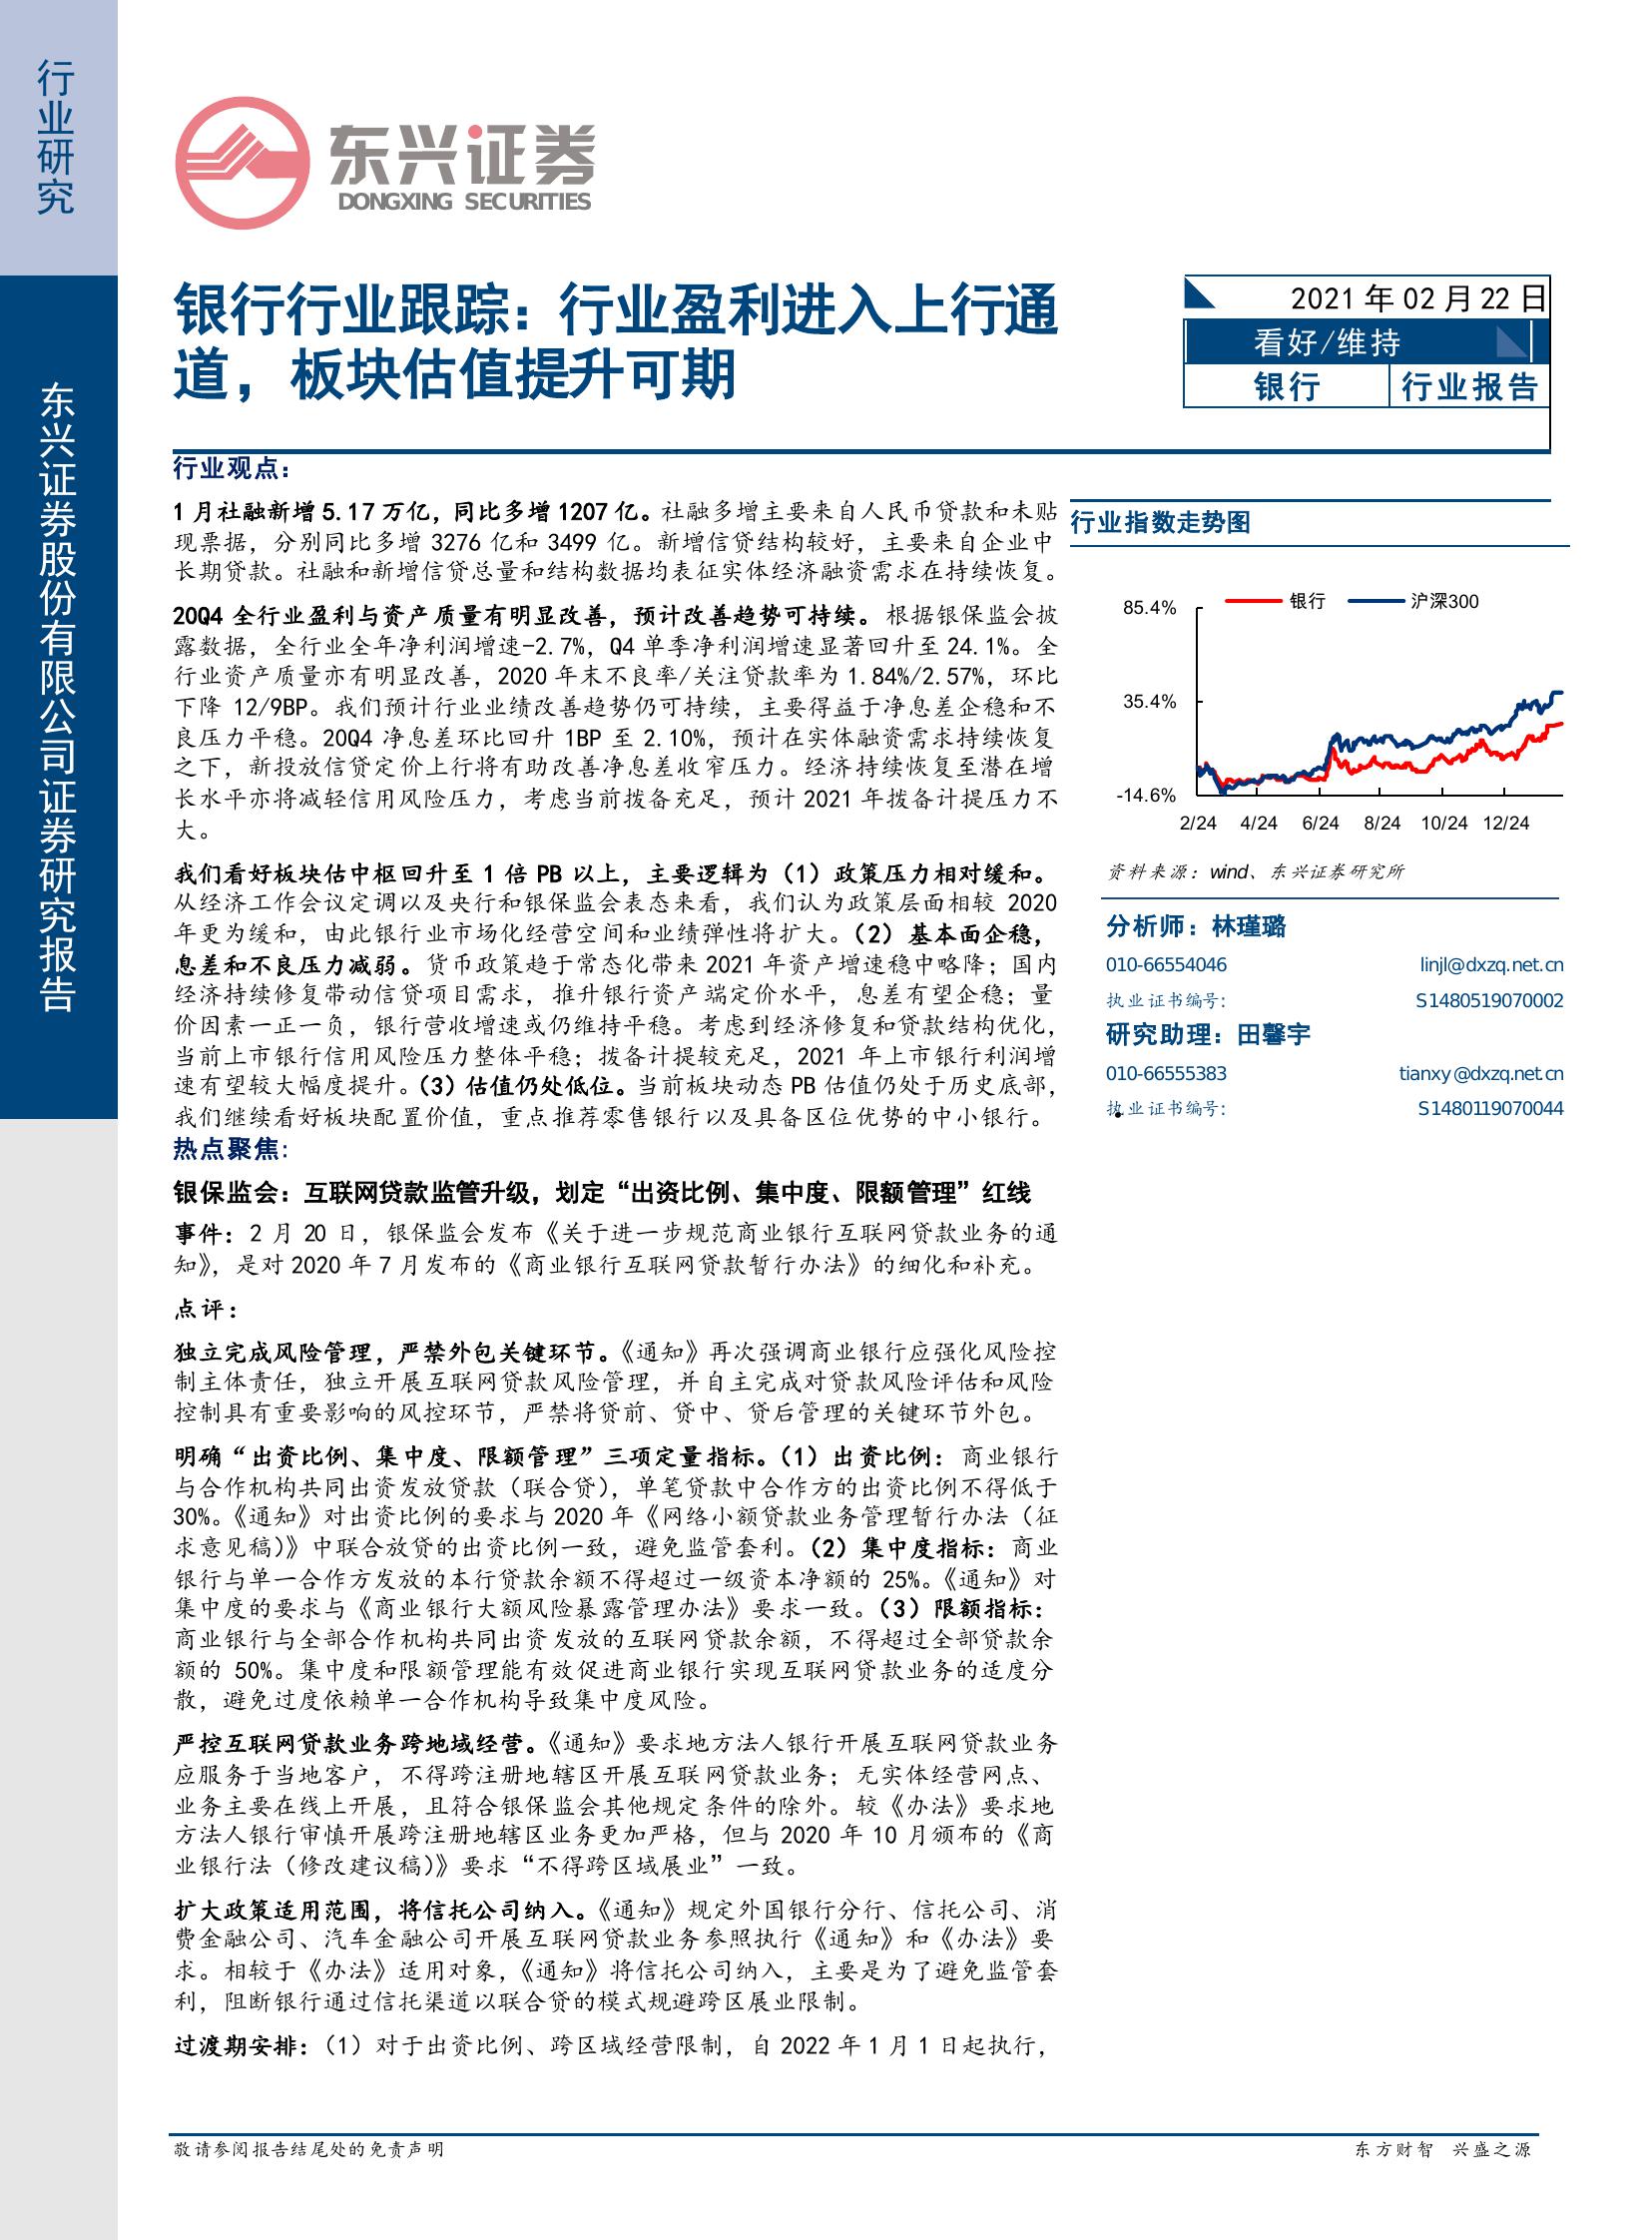 行业研究
东兴证券股份有限公司证券研究报告
东兴证券
DONGXING SECURITIES
银行行业跟踪：行业盈利进入上行通
道，板块估值提升可期
2021 年 02 月 22 日
看好/维持
银行 行业报告
行业观点：
1 月社融新增 5.17 万亿，同比多增 1207 亿。社融多增主要来自人民币贷款和未贴
现票据，分别同比多增 3276 亿和 3499 亿。新增信贷结构较好，主要来自企业中
长期贷款。社融和新增信贷总量和结构数据均表征实体经济融资需求在持续恢复。
20Q4 全行业盈利与资产质量有明显改善，预计改善趋势可持续。根据银保监会披
露数据，全行业全年净利润增速-2.7%，Q4 单季净利润增速显著回升至 24.1%。全
行业资产质量亦有明显改善，2020 年末不良率/关注贷款率为 1.84%/2.57%，环比
下降 12/9BP。我们预计行业业绩改善趋势仍可持续，主要得益于净息差企稳和不
良压力平稳。20Q4 净息差环比回升 1BP 至 2.10%，预计在实体融资需求持续恢复
之下，新投放信贷定价上行将有助改善净息差收窄压力。经济持续恢复至潜在增
长水平亦将减轻信用风险压力，考虑当前拨备充足，预计 2021 年拨备计提压力不
大。
我们看好板块估中枢回升至 1 倍 PB 以上，主要逻辑为（1）政策压力相对缓和。
从经济工作会议定调以及央行和银保监会表态来看，我们认为政策层面相较 2020
年更为缓和，由此银行业市场化经营空间和业绩弹性将扩大。（2）基本面企稳，
息差和不良压力减弱。货币政策趋于常态化带来 2021 年资产增速稳中略降；国内
经济持续修复带动信贷项目需求，推升银行资产端定价水平，息差有望企稳；量
价因素一正一负，银行营收增速或仍维持平稳。考虑到经济修复和贷款结构优化，
当前上市银行信用风险压力整体平稳；拨备计提较充足，2021 年上市银行利润增
速有望较大幅度提升。（3）估值仍处低位。当前板块动态 PB 估值仍处于历史底部，
我们继续看好板块配置价值，重点推荐零售银行以及具备区位优势的中小银行。
热点聚焦：
银保监会：互联网贷款监管升级，划定“出资比例、集中度、限额管理”红线
事件：2 月 20 日，银保监会发布《关于进一步规范商业银行互联网贷款业务的通
知》，是对 2020 年 7 月发布的《商业银行互联网贷款暂行办法》的细化和补充。
点评：
独立完成风险管理，严禁外包关键环节。《通知》再次强调商业银行应强化风险控
制主体责任，独立开展互联网贷款风险管理，并自主完成对贷款风险评估和风险
控制具有重要影响的风控环节，严禁将贷前、贷中、贷后管理的关键环节外包。
明确“出资比例、集中度、限额管理”三项定量指标。（1）出资比例：商业银行
与合作机构共同出资发放贷款（联合贷），单笔贷款中合作方的出资比例不得低于
30%。《通知》对出资比例的要求与 2020 年《网络小额贷款业务管理暂行办法（征
求意见稿）》中联合放贷的出资比例一致，避免监管套利。（2）集中度指标：商业
银行与单一合作方发放的本行贷款余额不得超过一级资本净额的 25%。《通知》对
集中度的要求与《商业银行大额风险暴露管理办法》要求一致。（3）限额指标：
商业银行与全部合作机构共同出资发放的互联网贷款余额，不得超过全部贷款余
额的 50%。集中度和限额管理能有效促进商业银行实现互联网贷款业务的适度分
散，避免过度依赖单一合作机构导致集中度风险。
严控互联网贷款业务跨地域经营。《通知》要求地方法人银行开展互联网贷款业务
应服务于当地客户，不得跨注册地辖区开展互联网贷款业务；无实体经营网点、
业务主要在线上开展，且符合银保监会其他规定条件的除外。较《办法》要求地
方法人银行审慎开展跨注册地辖区业务更加严格，但与 2020 年 10 月颁布的《商
业银行法（修改建议稿）》要求“不得跨区域展业”一致。
扩大政策适用范围，将信托公司纳入。《通知》规定外国银行分行、信托公司、消
费金融公司、汽车金融公司开展互联网贷款业务参照执行《通知》和《办法》要
求。相较于《办法》适用对象，《通知》将信托公司纳入，主要是为了避免监管套
利，阻断银行通过信托渠道以联合贷的模式规避跨区展业限制。
过渡期安排：（1）对于出资比例、跨区域经营限制，自 2022 年 1 月 1 日起执行，
行业指数走势图
银行 沪深300
85.4%
35.4%
-14.6%
2/24 4/24 6/24 8/24 10/24 12/24
资料来源：wind、东兴证券研究所
分析师：林瑾璐
010-66554046 linjl@dxzq.net.cn
执业证书编号： S1480519070002
研究助理：田馨宇
010-66555383 tianxy@dxzq.net.cn
执业证书编号： S1480119070044
敬请参阅报告结尾处的免责声明
东方财智 兴盛之源